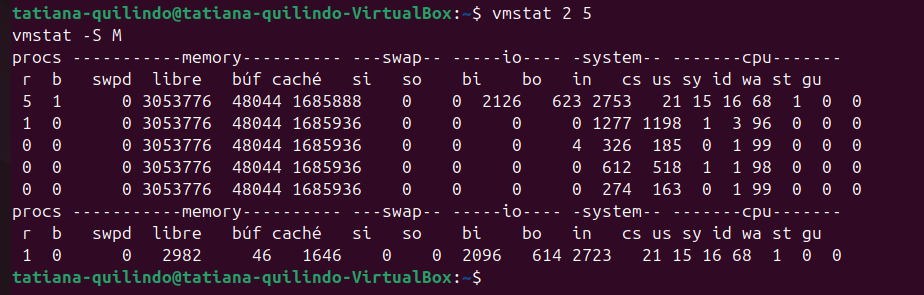 tatiana-quilindo@tatiana-quilindo-VirtualBox:~$ vmstat 2 5
vmstat -S M
procs -----------memory---------- ---swap-- -----io---- -system-- -------cpu-------
 r  b   swpd  libre   búf caché   si   so    bi    bo   in   cs us sy id wa st gu
 5  1      0 3053776  48044 1685888    0    0  2126   623 2753   21 15 16 68  1  0  0
 1  0      0 3053776  48044 1685936    0    0     0     0 1277 1198  1  3 96  0  0  0
 0  0      0 3053776  48044 1685936    0    0     0     4  326  185  0  1 99  0  0  0
 0  0      0 3053776  48044 1685936    0    0     0     0  612  518  1  1 98  0  0  0
 0  0      0 3053776  48044 1685936    0    0     0     0  274  163  0  1 99  0  0  0
procs -----------memory---------- ---swap-- -----io---- -system-- -------cpu-------
 r  b   swpd  libre   búf caché   si   so    bi    bo   in   cs us sy id wa st gu
 1  0      0   2982     46   1646    0    0  2096   614 2723   21 15 16 68  1  0  0
tatiana-quilindo@tatiana-quilindo-VirtualBox:~$